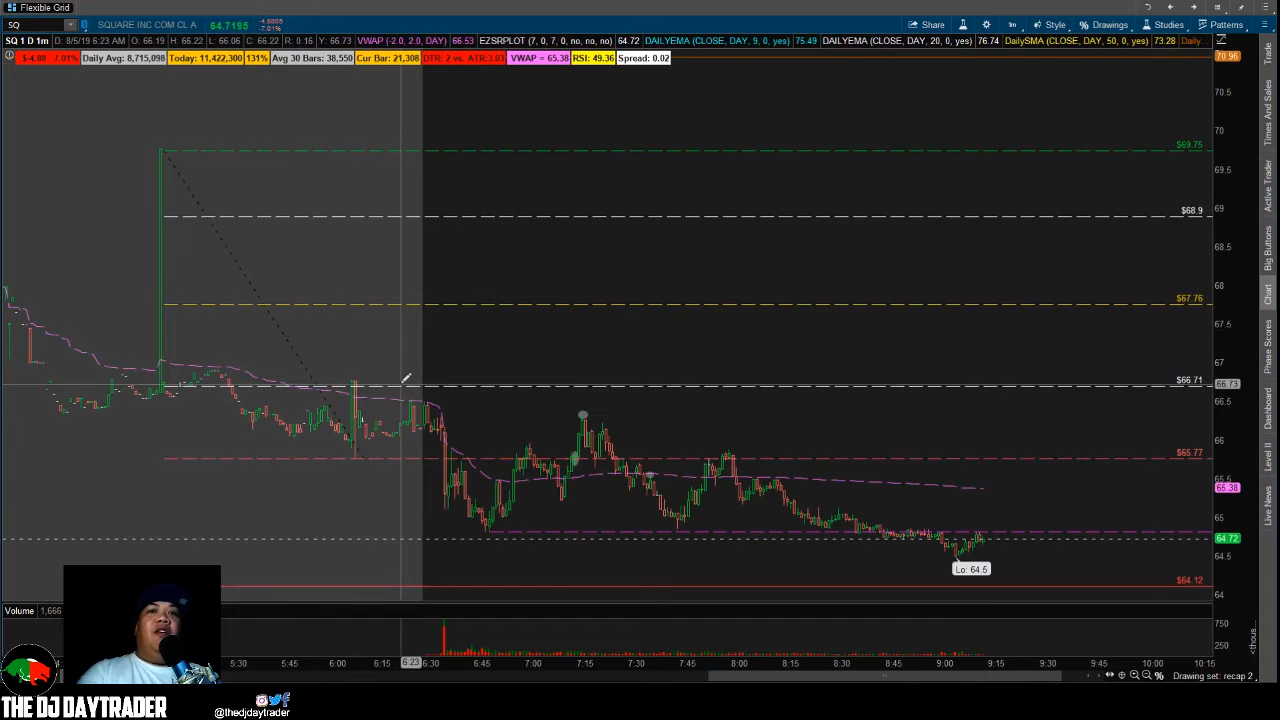 Flexible Grid
SQ SQUARE INC COM CL A 64.7195 -4.8805 -7.01% Share 1m Style Drawings Studies Patterns
SQ 1 D 1m D: 8/5/19 6:23 AM O: 66.19 H: 66.22 L: 66.06 C: 66.22 R: 0.16 Y: 66.73 VWAP (-2.0, 2.0, DAY) 66.53 EZSRPLOT (7, 0, 7, 0, no, no, no) 64.72 DAILYEMA (CLOSE, DAY, 9, 0, yes) 75.49 DAILYEMA (CLOSE, DAY, 20, 0, yes) 76.74 DailySMA (CLOSE, DAY, 50, 0, yes) 73.28 Daily...
$-4.88 -7.01% Daily Avg: 8,715,098 Today: 11,422,300 131% Avg 30 Bars: 38,550 Cur Bar: 21,308 DTR: 2 vs. ATR:3.03 VWAP = 65.38 RSI: 49.36 Spread: 0.02
70.96
70.5
70
$69.75
69.5
69
$68.9
68.5
68
$67.76
67.5
67
$66.71
66.73
66.5
66
$65.77
65.5
65.38
65
64.72
64.5
Lo: 64.5
$64.12
64
Volume 1,666
750
250
<thous...
5:30 5:45 6:00 6:15 6:23 6:30 6:45 7:00 7:15 7:30 7:45 8:00 8:15 8:30 8:45 9:00 9:15 9:30 9:45 10:00 10:15
Drawing set: recap 2
Trade
Times And Sales
Active Trader
Big Buttons
Chart
Phase Scores
Dashboard
Level II
Live News
THE DJ DAYTRADER
@thedjdaytrader